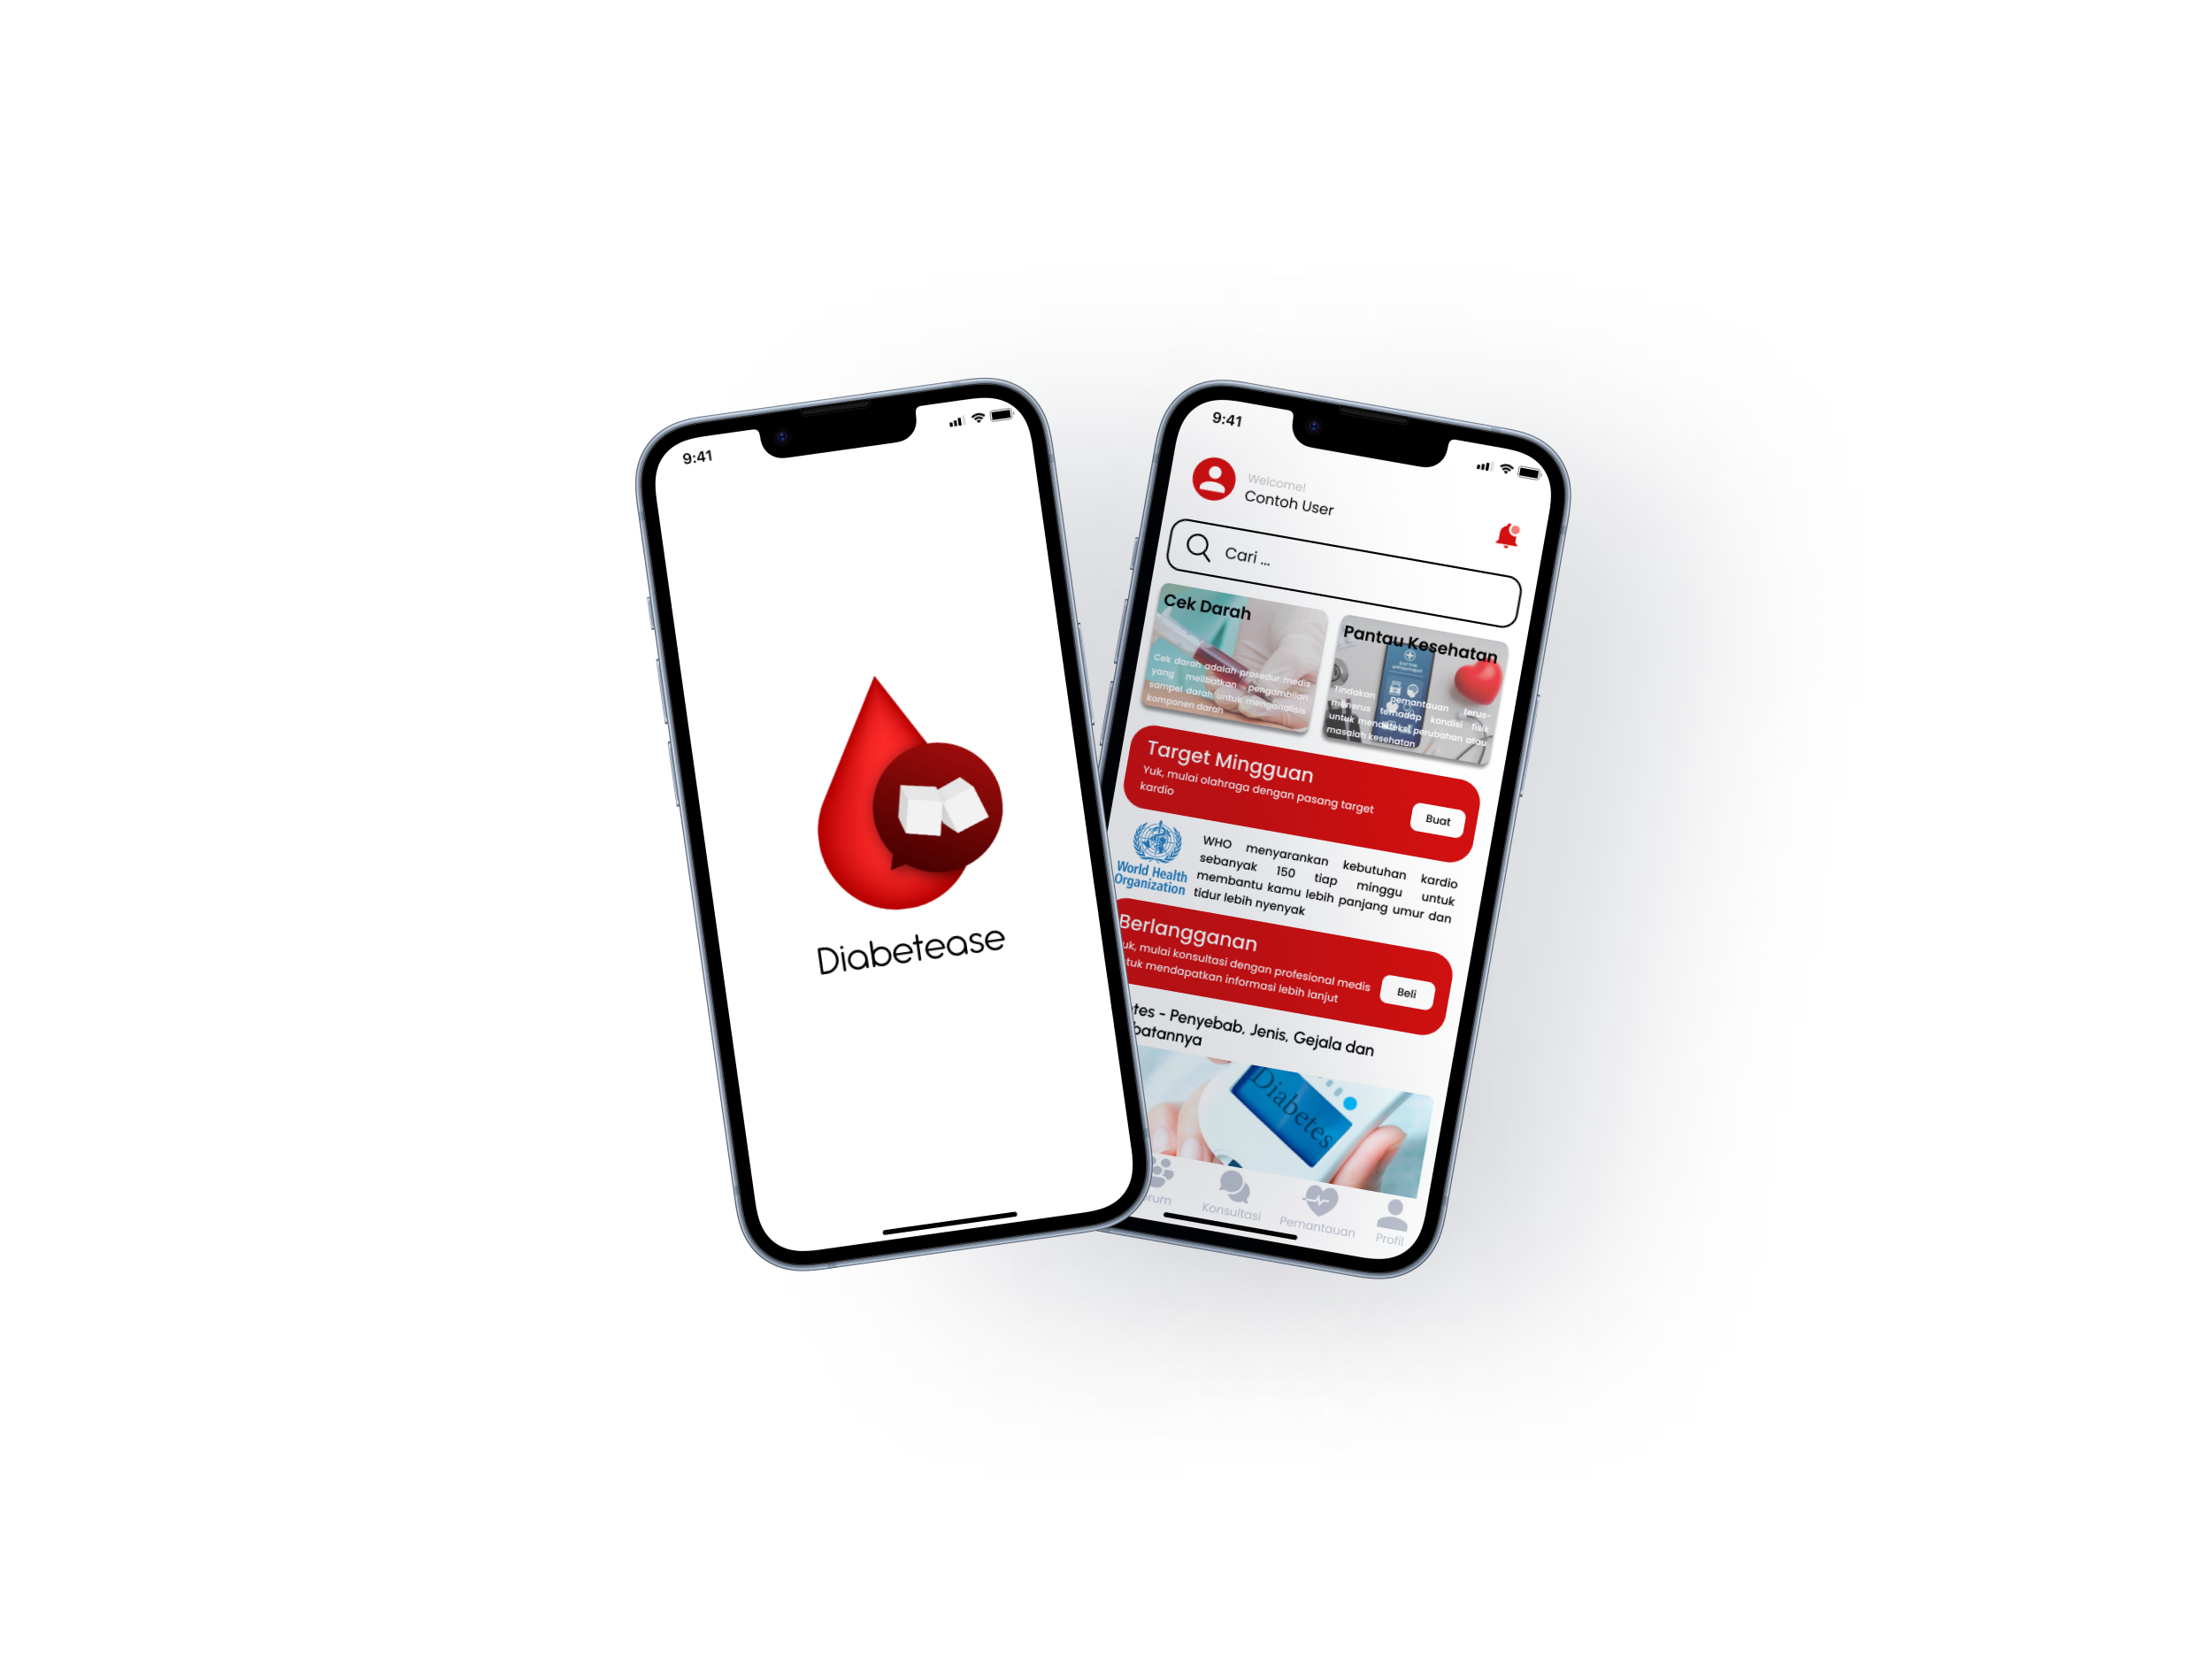 9:41
Diabetease
9:41
Welcome!
Contoh User
Cari ...
Cek Darah
Cek darah adalah prosedur medis
yang melibatkan pengambilan
sampel darah untuk menganalisis
komponen darah
Pantau Kesehatan
DOCTOR
APPOINTMENT
Tindakan pemantauan terus-
menerus terhadap kondisi fisik
untuk mendeteksi perubahan atau
masalah kesehatan
Target Mingguan
Yuk, mulai olahraga dengan pasang target
kardio
Buat
World Health
Organization
WHO menyarankan kebutuhan kardio
sebanyak 150 tiap minggu untuk
membantu kamu lebih panjang umur dan
tidur lebih nyenyak
Berlangganan
uk, mulai konsultasi dengan profesional medis
tuk mendapatkan informasi lebih lanjut
Beli
tes - Penyebab, Jenis, Gejala dan
batannya
Diabetes
rum
Konsultasi
Pemantauan
Profil